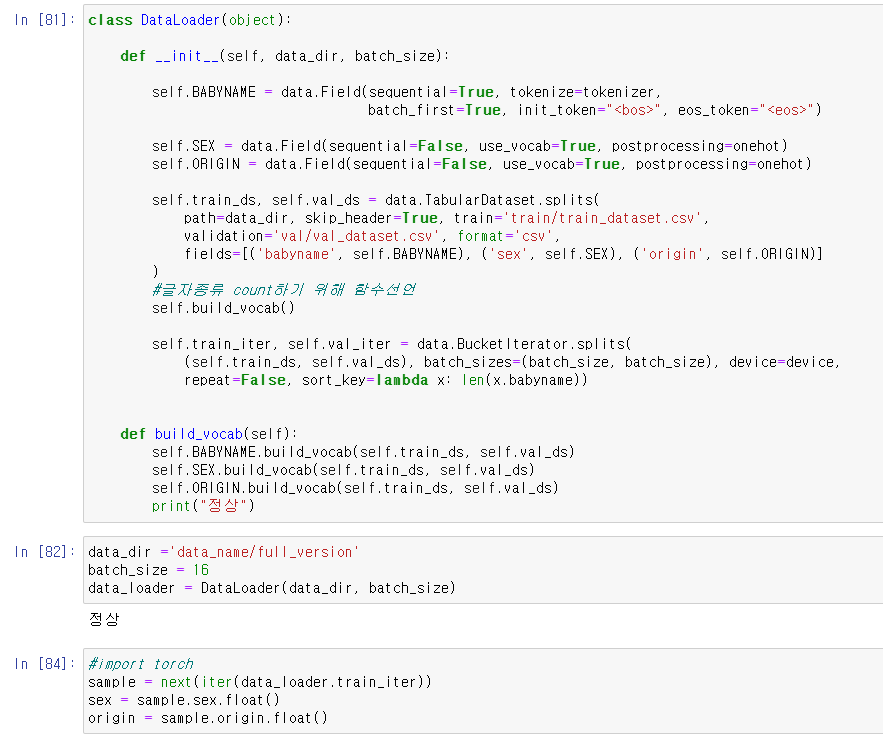 In [81]: class DataLoader(object):
def __init__(self, data_dir, batch_size):
self.BABYNAME = data.Field(sequential=True, tokenize=tokenizer,
batch_first=True, init_token="<bos>", eos_token="<eos>")
self.SEX = data.Field(sequential=False, use_vocab=True, postprocessing=onehot)
self.ORIGIN = data.Field(sequential=False, use_vocab=True, postprocessing=onehot)
self.train_ds, self.val_ds = data.TabularDataset.splits(
path=data_dir, skip_header=True, train='train/train_dataset.csv',
validation='val/val_dataset.csv', format='csv',
fields=[('babyname', self.BABYNAME), ('sex', self.SEX), ('origin', self.ORIGIN)]
)
#글자종류 count하기 위해 함수선언
self.build_vocab()
self.train_iter, self.val_iter = data.BucketIterator.splits(
(self.train_ds, self.val_ds), batch_sizes=(batch_size, batch_size), device=device,
repeat=False, sort_key=lambda x: len(x.babyname))
def build_vocab(self):
self.BABYNAME.build_vocab(self.train_ds, self.val_ds)
self.SEX.build_vocab(self.train_ds, self.val_ds)
self.ORIGIN.build_vocab(self.train_ds, self.val_ds)
print("정상")
In [82]: data_dir ='data_name/full_version'
batch_size = 16
data_loader = DataLoader(data_dir, batch_size)
정상
In [84]: #import torch
sample = next(iter(data_loader.train_iter))
sex = sample.sex.float()
origin = sample.origin.float()